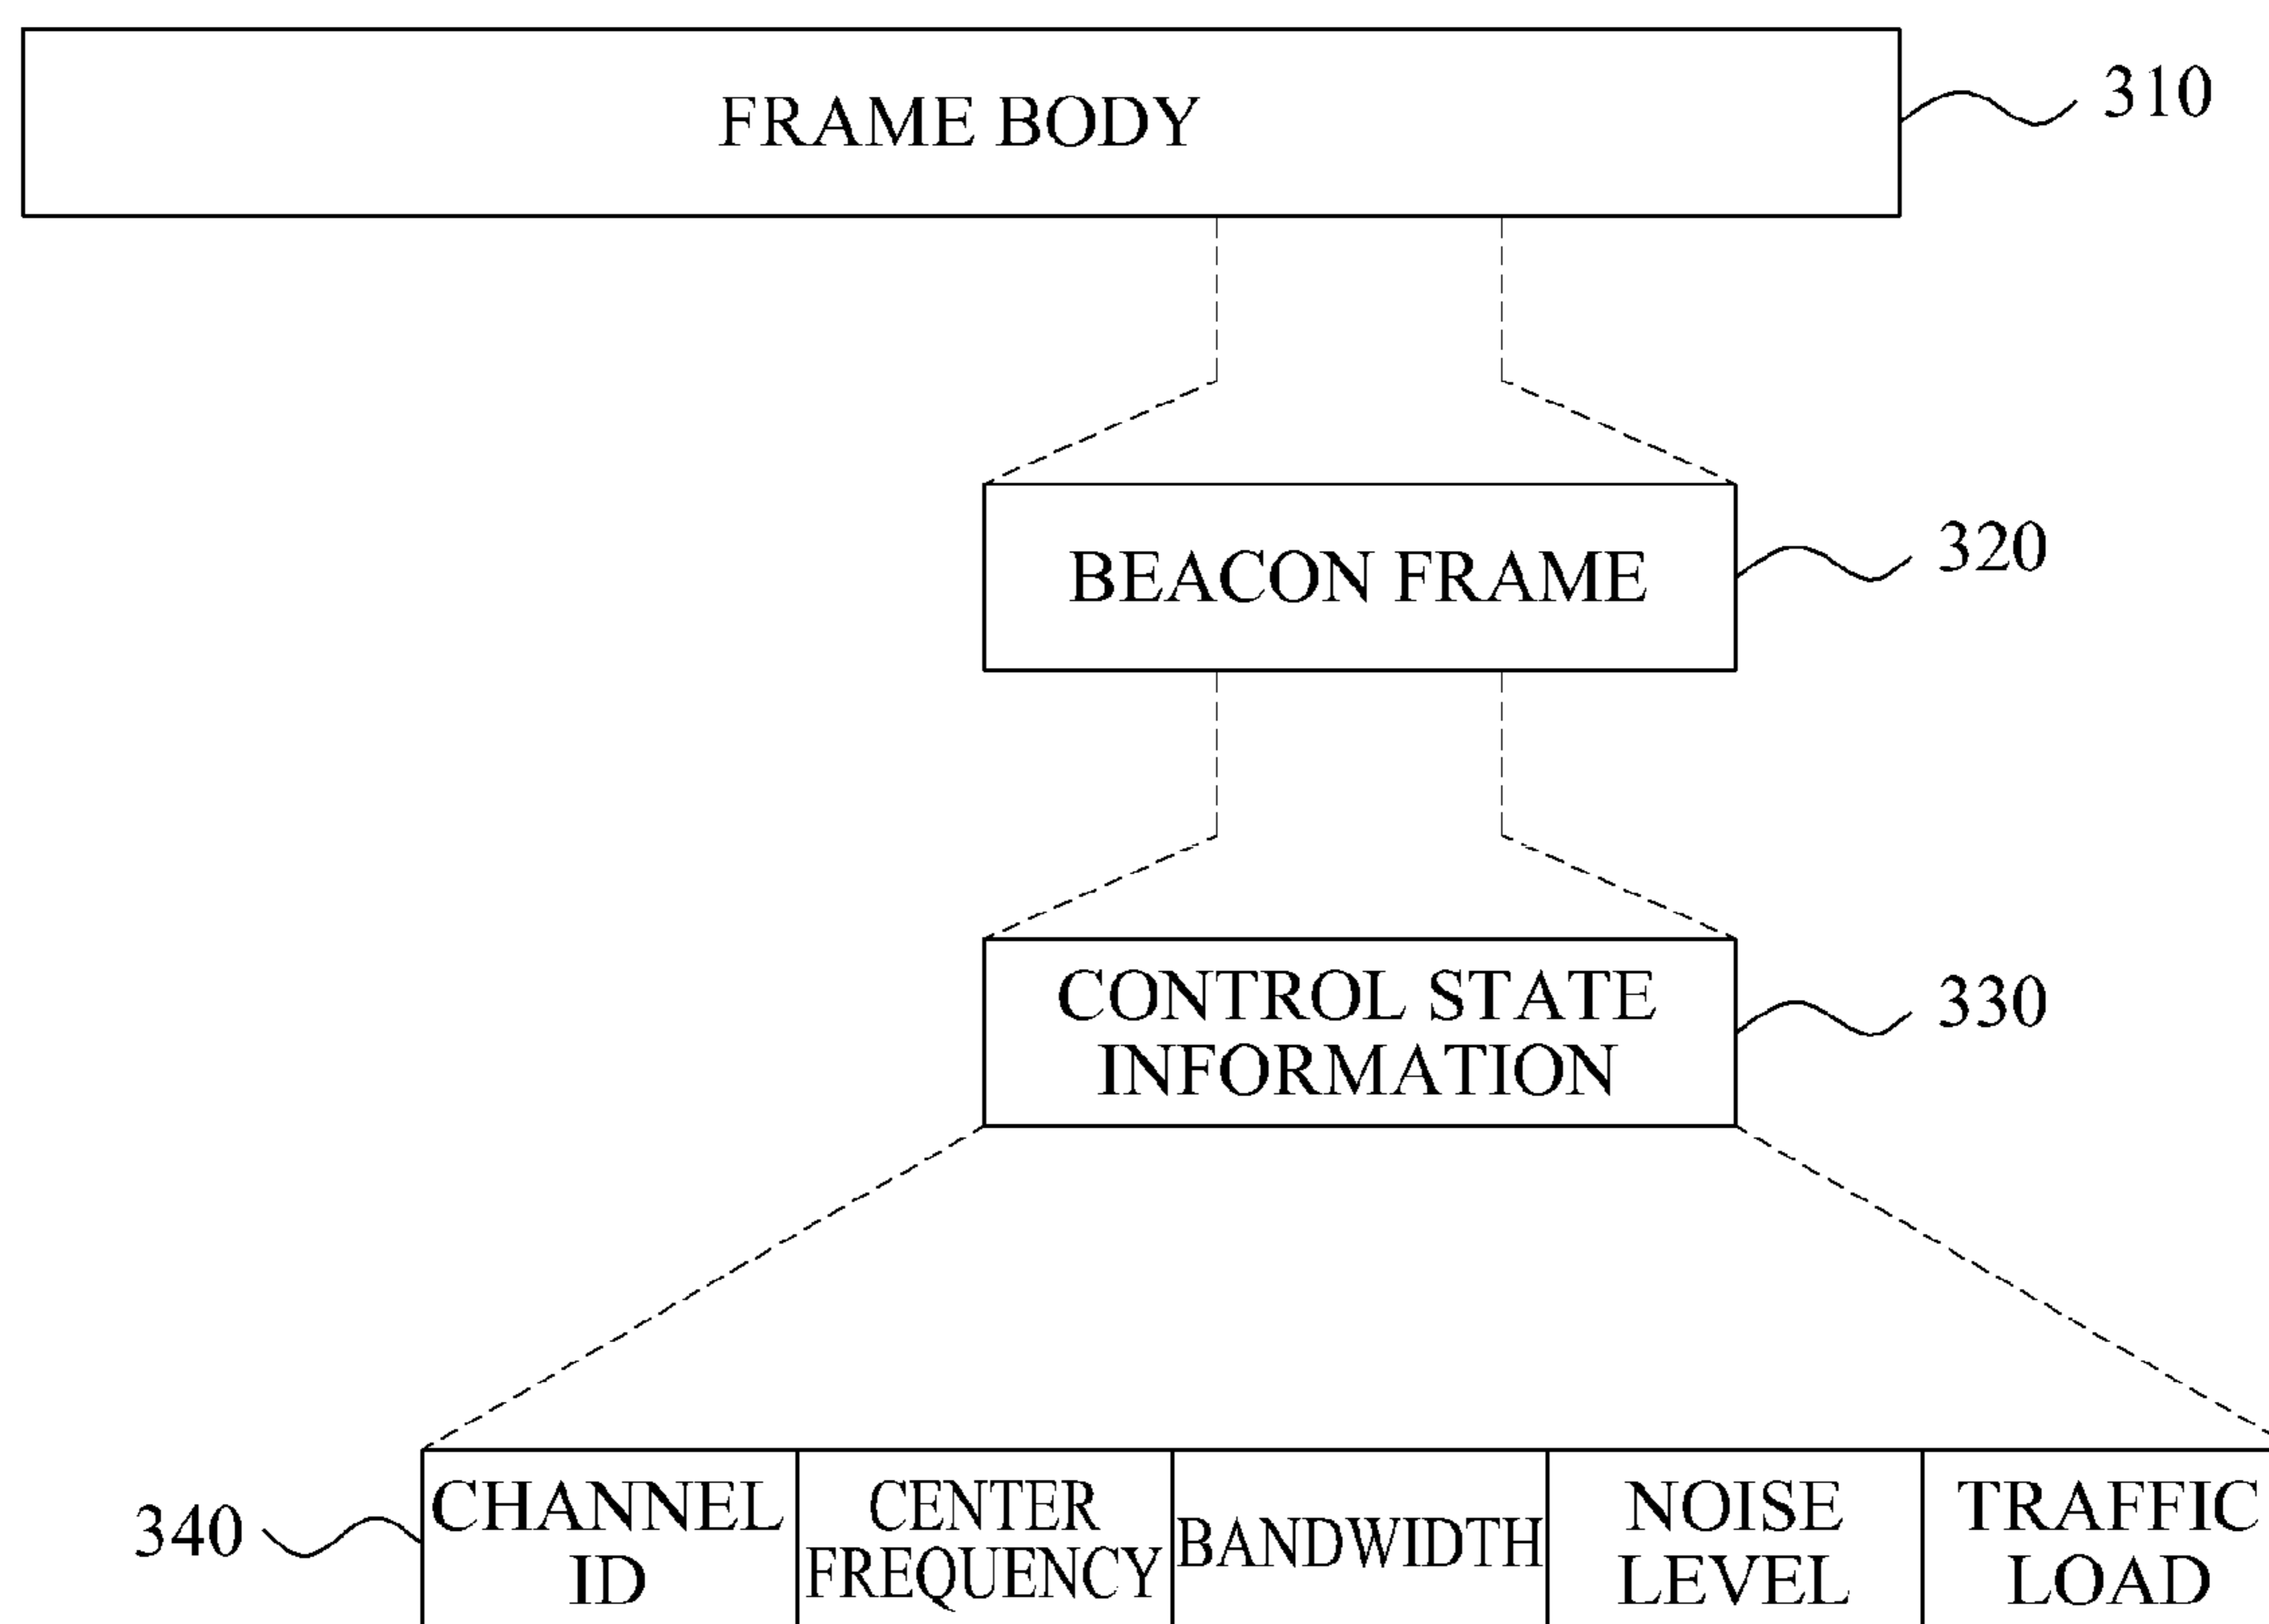 FRAME BODY
310
BEACON FRAME
320
CONTROL STATE
INFORMATION
330
340
CHANNEL
ID
CENTER
FREQUENCY
BANDWIDTH
NOISE
LEVEL
TRAFFIC
LOAD